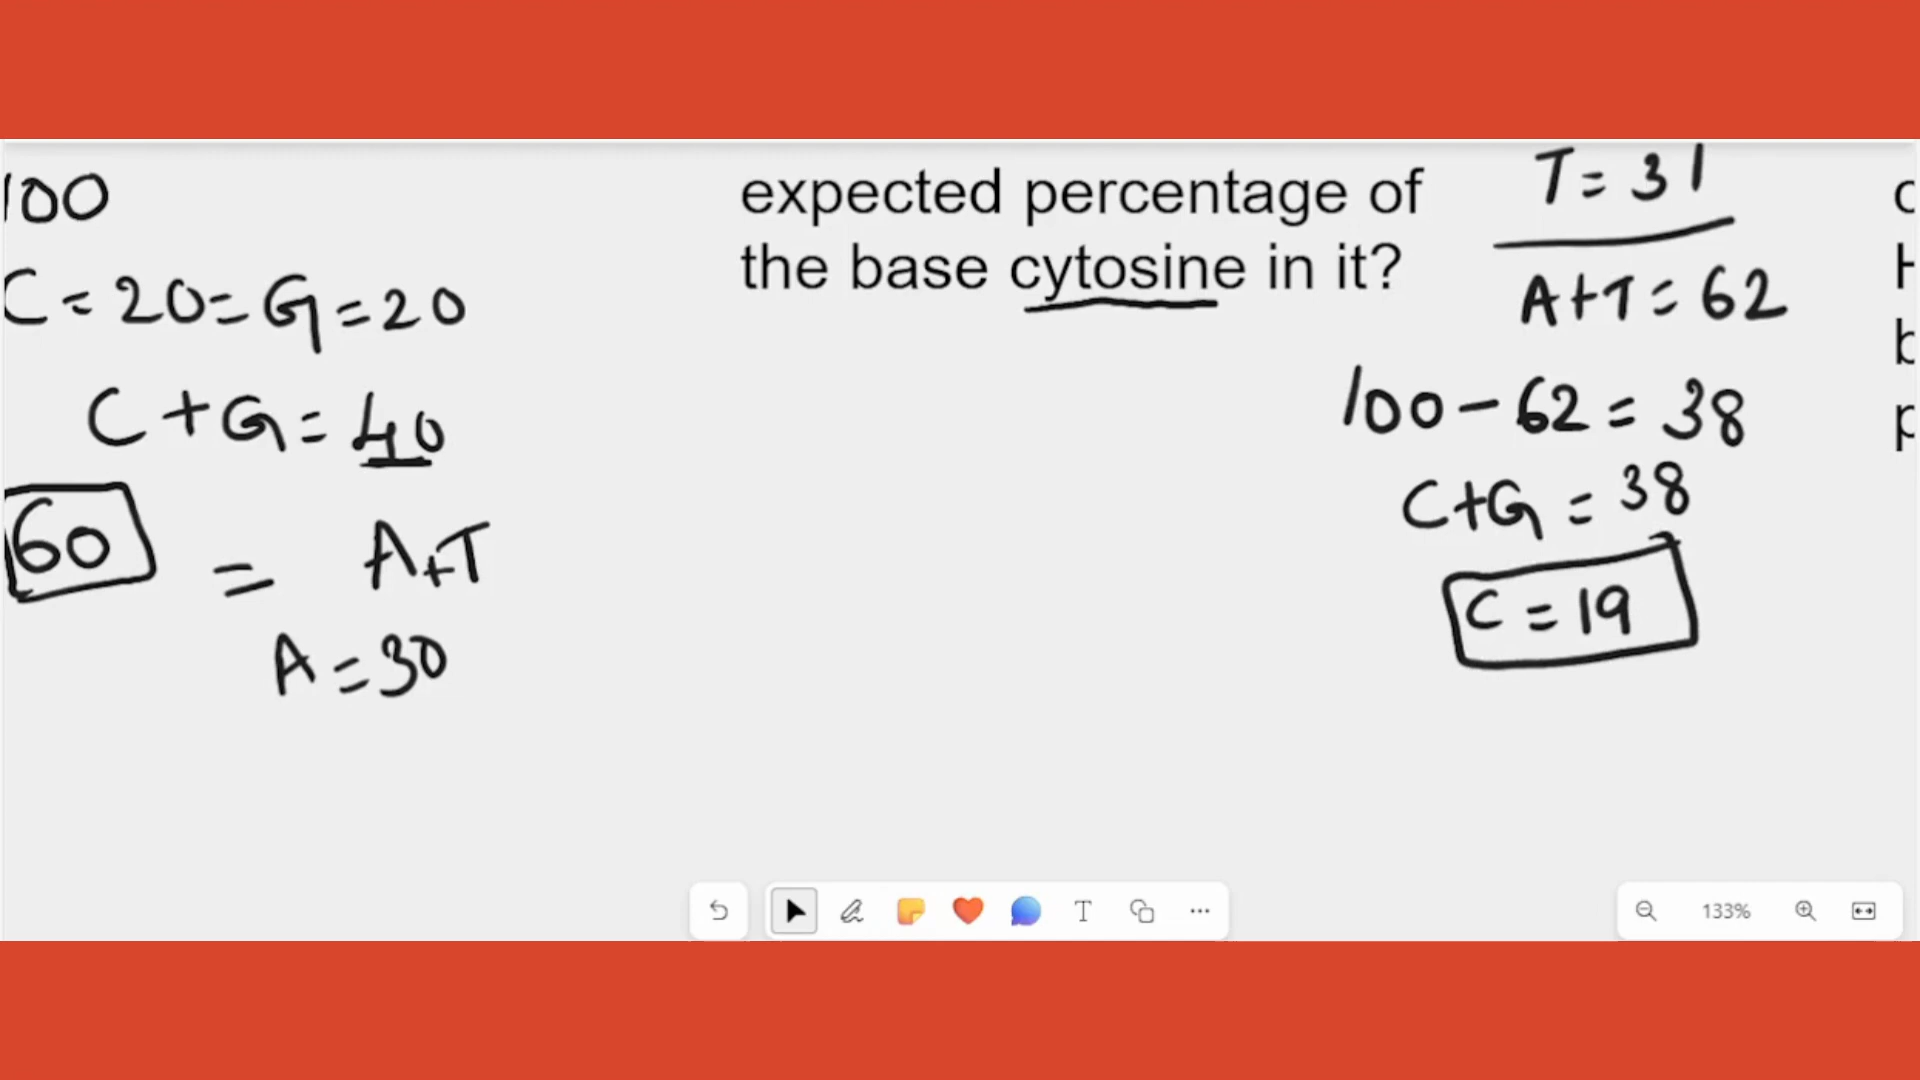 100
C = 20 = G = 20
C + G = 40
60 = A+T
A = 30
expected percentage of
the base cytosine in it?
T = 31
A+T = 62
100 - 62 = 38
C+G = 38
C = 19
T
133%